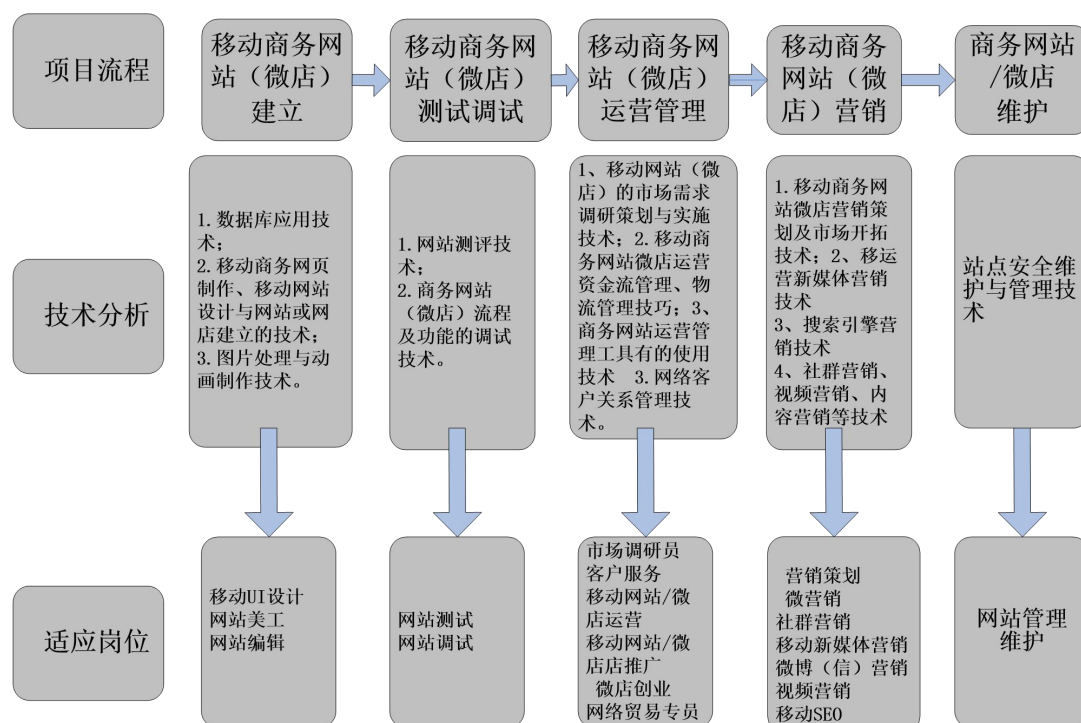 项目流程
移动商务网
站（微店）
建立
移动商务网
站（微店）
测试调试
移动商务网
站（微店）
运营管理
移动商务
网站（微
店）营销
商务网站
/微店
维护
技术分析
1.数据库应用技
术；
2.移动商务网页
制作、移动网站
设计与网站或网
店建立的技术；
3.图片处理与动
画制作技术。
1.网站测评技
术；
2.商务网站
（微店）流程
及功能的调试
技术。
1、移动网站（微
店）的市场需求
调研策划与实施
技术；2.移动商
务网站微店运营
资金流管理、物
流管理技巧；3、
商务网站运营管
理工具有的使用
技术 3.网络客
户关系管理技
术。
1.移动商务网
站微店营销策
划及市场开拓
技术；2、移运
营新媒体营销
技术
3、搜索引擎营
销技术
4、社群营销、
视频营销、内
容营销等技术
站点安全维
护与管理技
术
适应岗位
移动UI设计
网站美工
网站编辑
网站测试
网站调试
市场调研员
客户服务
移动网站/微
店运营
移动网站/微
店店推广
微店创业
网络贸易专员
营销策划
微营销
社群营销
移动新媒体营销
微博（信）营销
视频营销
移动SEO
网站管理
维护